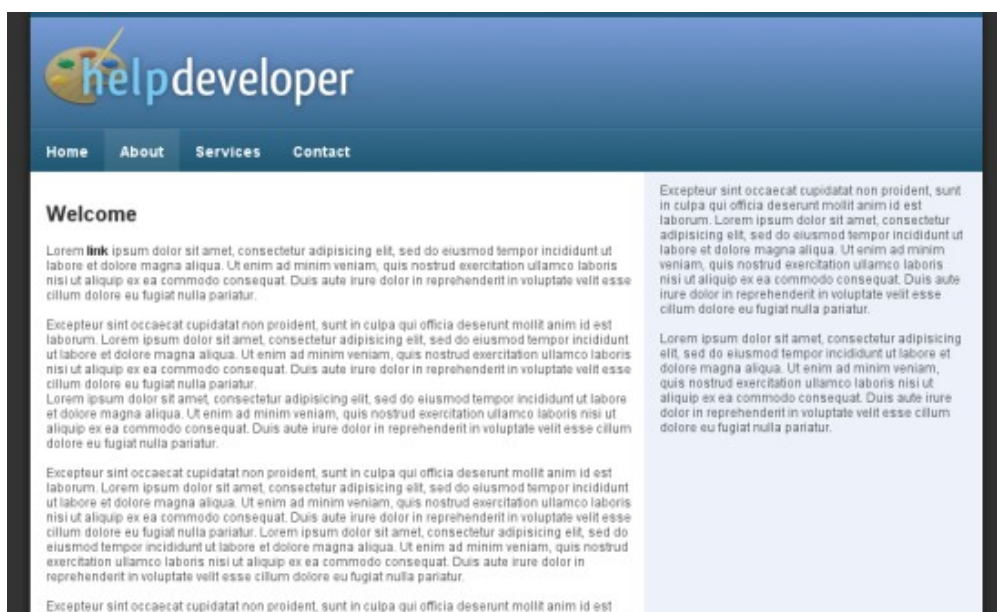 helpdeveloper
Home About Services Contact
Welcome
Lorem link ipsum dolor sit amet, consectetur adipisicing elit, sed do eiusmod tempor incididunt ut
labore et dolore magna aliqua. Ut enim ad minim veniam, quis nostrud exercitation ullamco laboris
nisi ut aliquip ex ea commodo consequat. Duis aute irure dolor in reprehenderit in voluptate velit esse
cillum dolore eu fugiat nulla pariatur.
Excepteur sint occaecat cupidatat non proident, sunt in culpa qui officia deserunt mollit anim id est
laborum. Lorem ipsum dolor sit amet, consectetur adipisicing elit, sed do eiusmod tempor incididunt
ut labore et dolore magna aliqua. Ut enim ad minim veniam, quis nostrud exercitation ullamco laboris
nisi ut aliquip ex ea commodo consequat. Duis aute irure dolor in reprehenderit in voluptate velit esse
cillum dolore eu fugiat nulla pariatur.
Lorem ipsum dolor sit amet, consectetur adipisicing elit, sed do eiusmod tempor incididunt ut labore
et dolore magna aliqua. Ut enim ad minim veniam, quis nostrud exercitation ullamco laboris nisi ut
aliquip ex ea commodo consequat. Duis aute irure dolor in reprehenderit in voluptate velit esse cillum
dolore eu fugiat nulla pariatur.
Excepteur sint occaecat cupidatat non proident, sunt in culpa qui officia deserunt mollit anim id est
laborum. Lorem ipsum dolor sit amet, consectetur adipisicing elit, sed do eiusmod tempor incididunt
ut labore et dolore magna aliqua. Ut enim ad minim veniam, quis nostrud exercitation ullamco laboris
nisi ut aliquip ex ea commodo consequat. Duis aute irure dolor in reprehenderit in voluptate velit esse
cillum dolore eu fugiat nulla pariatur. Lorem ipsum dolor sit amet, consectetur adipisicing elit, sed do
eiusmod tempor incididunt ut labore et dolore magna aliqua. Ut enim ad minim veniam, quis nostrud
exercitation ullamco laboris nisi ut aliquip ex ea commodo consequat. Duis aute irure dolor in
reprehenderit in voluptate velit esse cillum dolore eu fugiat nulla pariatur.
Excepteur sint occaecat cupidatat non proident, sunt in culpa qui officia deserunt mollit anim id est
Excepteur sint occaecat cupidatat non proident, sunt
in culpa qui officia deserunt mollit anim id est
laborum. Lorem ipsum dolor sit amet, consectetur
adipisicing elit, sed do eiusmod tempor incididunt ut
labore et dolore magna aliqua. Ut enim ad minim
veniam, quis nostrud exercitation ullamco laboris
nisi ut aliquip ex ea commodo consequat. Duis aute
irure dolor in reprehenderit in voluptate velit esse
cillum dolore eu fugiat nulla pariatur.
Lorem ipsum dolor sit amet, consectetur adipisicing
elit, sed do eiusmod tempor incididunt ut labore et
dolore magna aliqua. Ut enim ad minim veniam,
quis nostrud exercitation ullamco laboris nisi ut
aliquip ex ea commodo consequat. Duis aute irure
dolor in reprehenderit in voluptate velit esse cillum
dolore eu fugiat nulla pariatur.